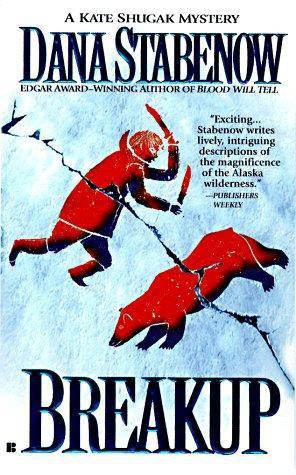 A KATE SHUGAK MYSTERY
DANA STABENOW
EDGAR AWARD–WINNING AUTHOR OF BLOOD WILL TELL
"Exciting...
Stabenow writes
lively, intriguing
descriptions of
the magnificence
of the Alaska
wilderness."
—PUBLISHERS
WEEKLY
BREAKUP
B